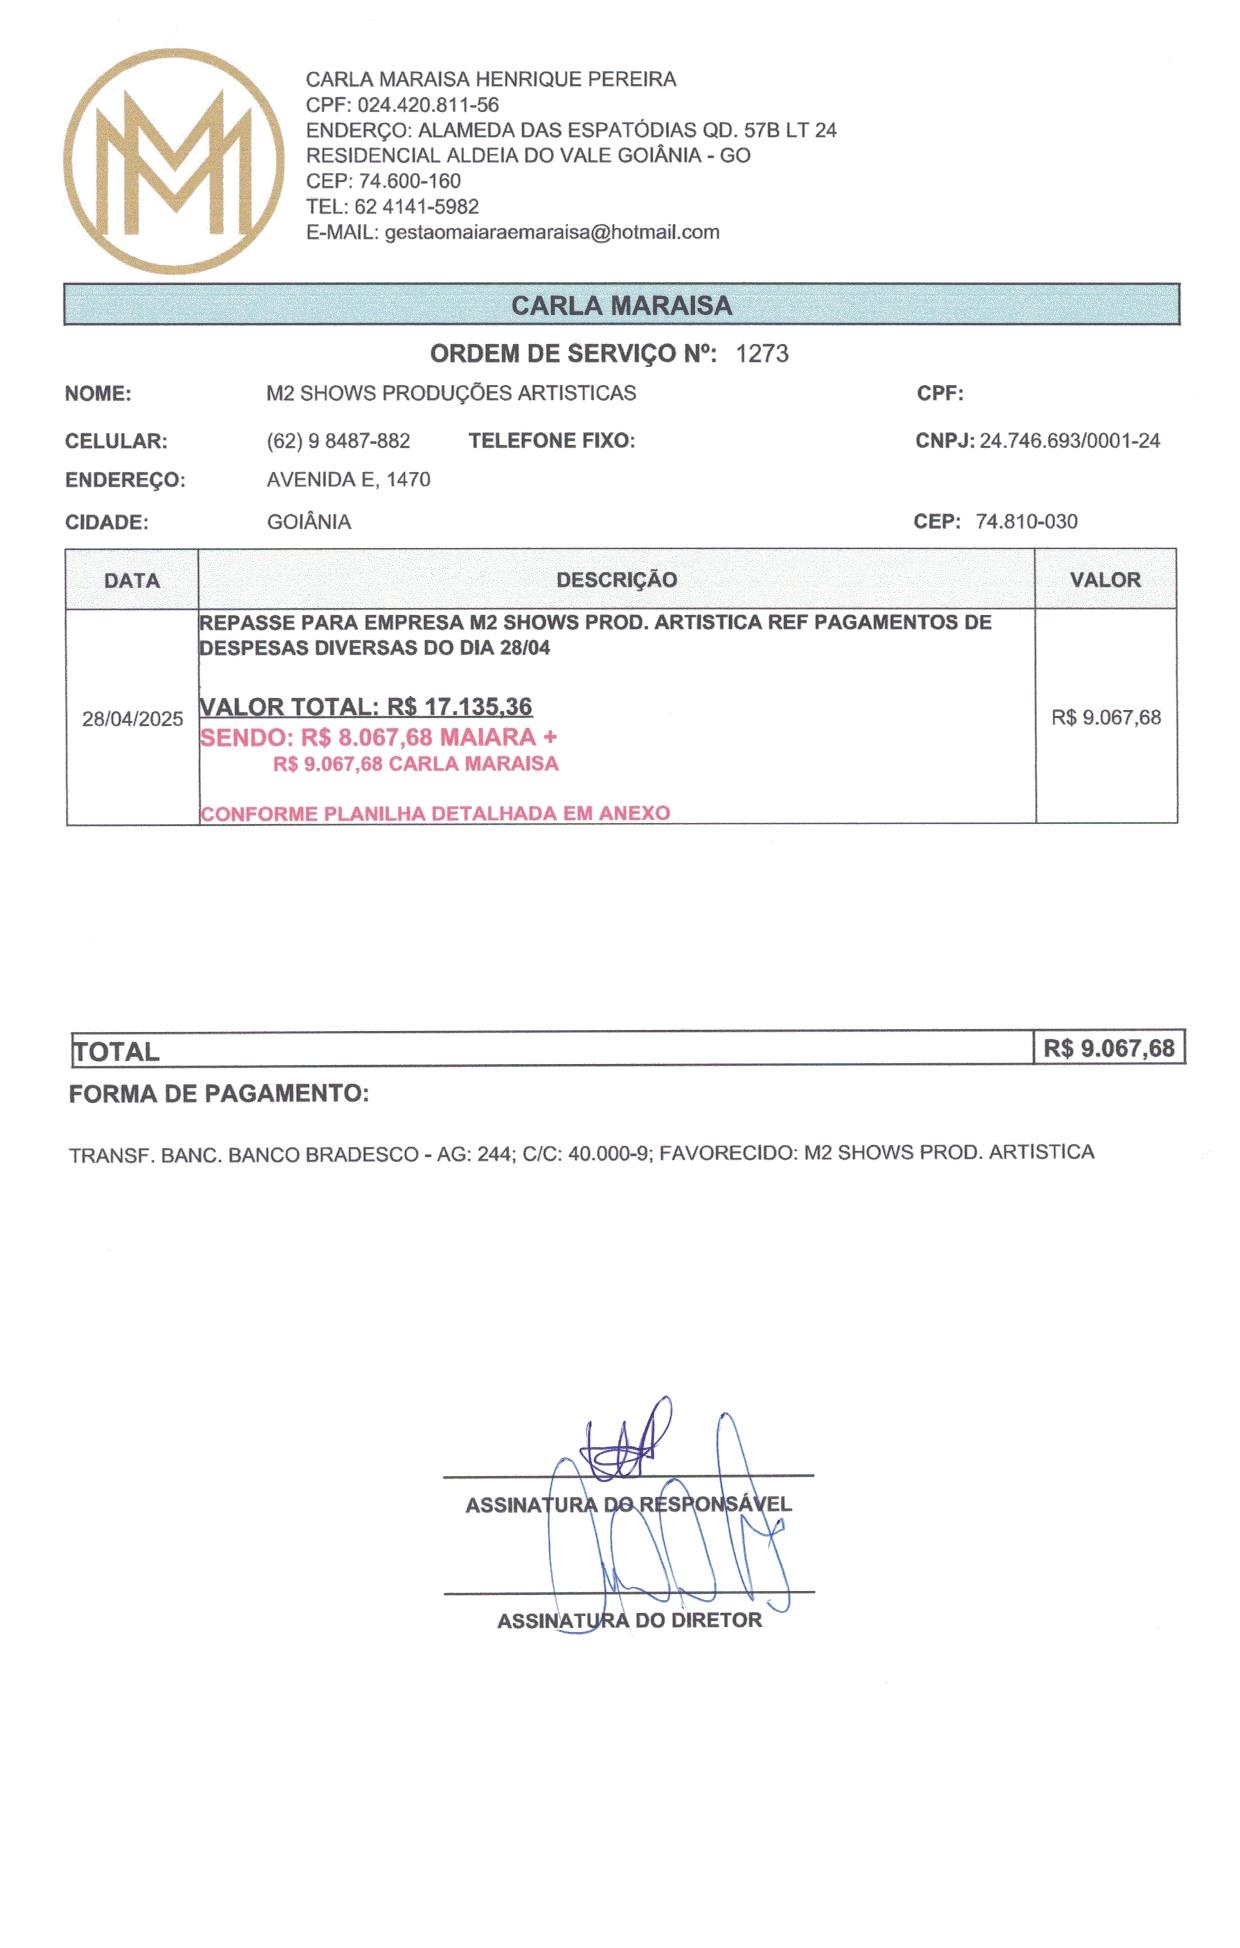 CARLA MARAISA HENRIQUE PEREIRA
CPF: 024.420.811-56
ENDERÇO: ALAMEDA DAS ESPATÓDIAS QD. 57B LT 24
RESIDENCIAL ALDEIA DO VALE GOIÂNIA - GO
CEP: 74.600-160
TEL: 62 4141-5982
E-MAIL: gestaomaiaraemaraisa@hotmail.com
CARLA MARAISA
ORDEM DE SERVIÇO Nº: 1273
NOME: M2 SHOWS PRODUÇÕES ARTISTICAS CPF:
CELULAR: (62) 9 8487-882 TELEFONE FIXO: CNPJ: 24.746.693/0001-24
ENDEREÇO: AVENIDA E, 1470
CIDADE: GOIÂNIA CEP: 74.810-030
DATA DESCRIÇÃO VALOR
REPASSE PARA EMPRESA M2 SHOWS PROD. ARTISTICA REF PAGAMENTOS DE
DESPESAS DIVERSAS DO DIA 28/04
VALOR TOTAL: R$ 17.135,36
28/04/2025 R$ 9.067,68
SENDO: R$ 8.067,68 MAIARA +
R$ 9.067,68 CARLA MARAISA
CONFORME PLANILHA DETALHADA EM ANEXO
TOTAL R$ 9.067,68
FORMA DE PAGAMENTO:
TRANSF. BANC. BANCO BRADESCO - AG: 244; C/C: 40.000-9; FAVORECIDO: M2 SHOWS PROD. ARTISTICA
ASSINATURA DO RESPONSÁVEL
ASSINATURA DO DIRETOR